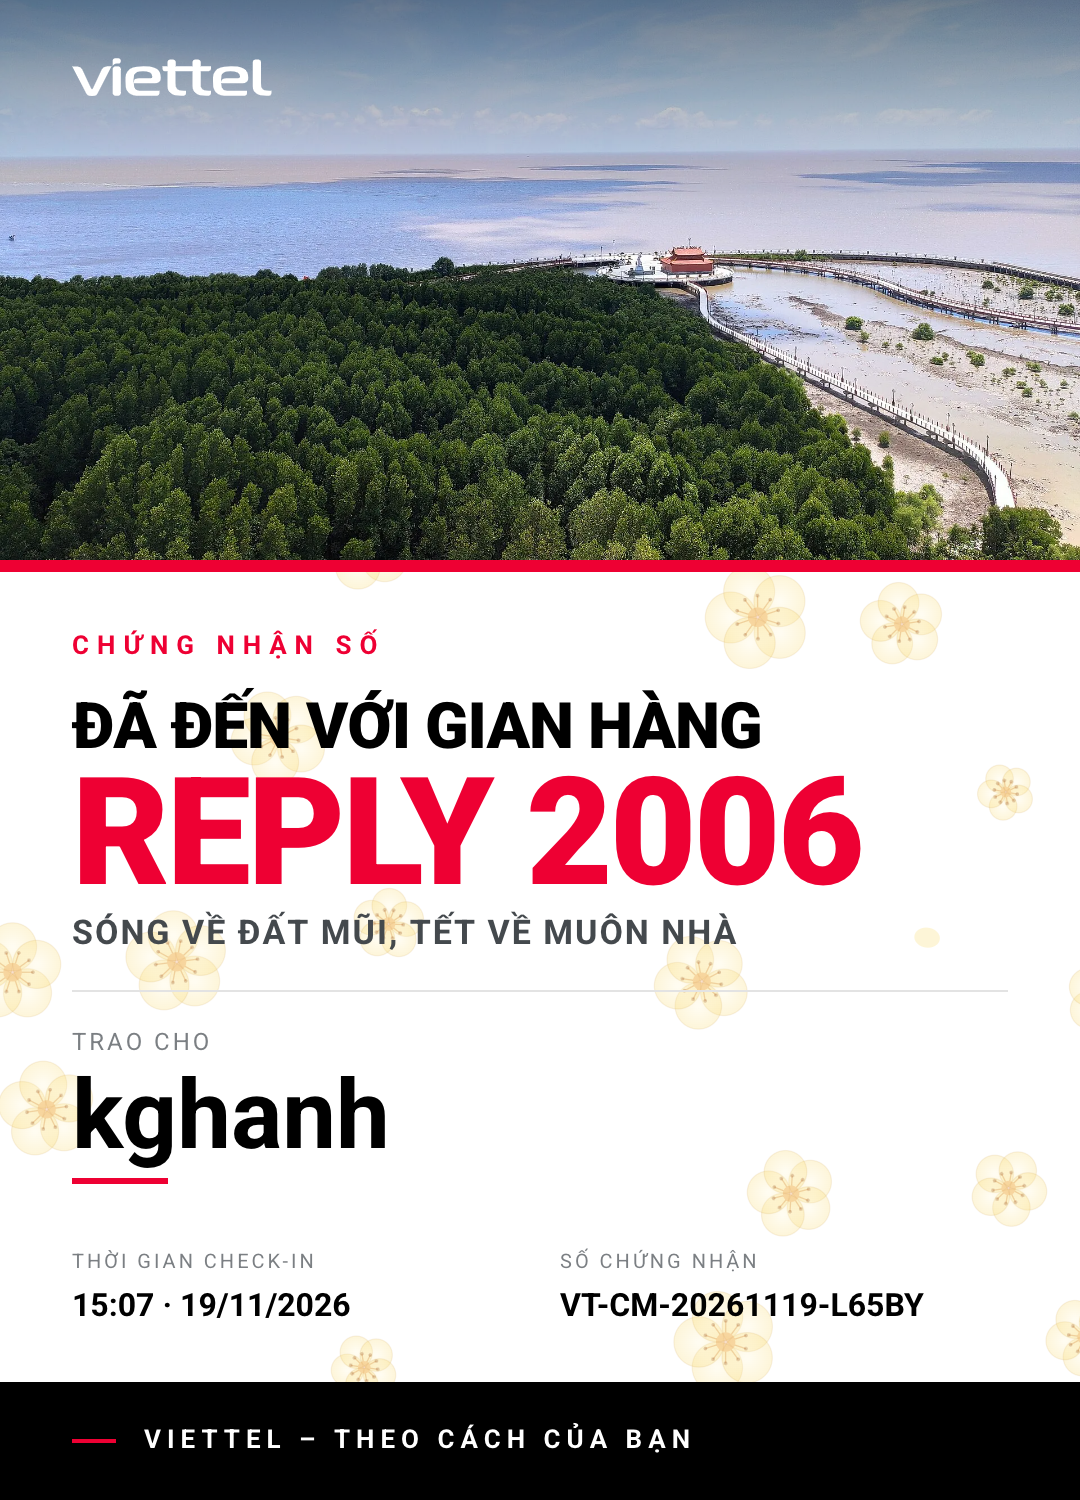 viettel
CHỨNG NHẬN SỐ
ĐÃ ĐẾN VỚI GIAN HÀNG
REPLY 2006
SÓNG VỀ ĐẤT MŨI, TẾT VỀ MUÔN NHÀ
TRAO CHO
kghanh
THỜI GIAN CHECK-IN
15:07 · 19/11/2026
SỐ CHỨNG NHẬN
VT-CM-20261119-L65BY
VIETTEL – THEO CÁCH CỦA BẠN